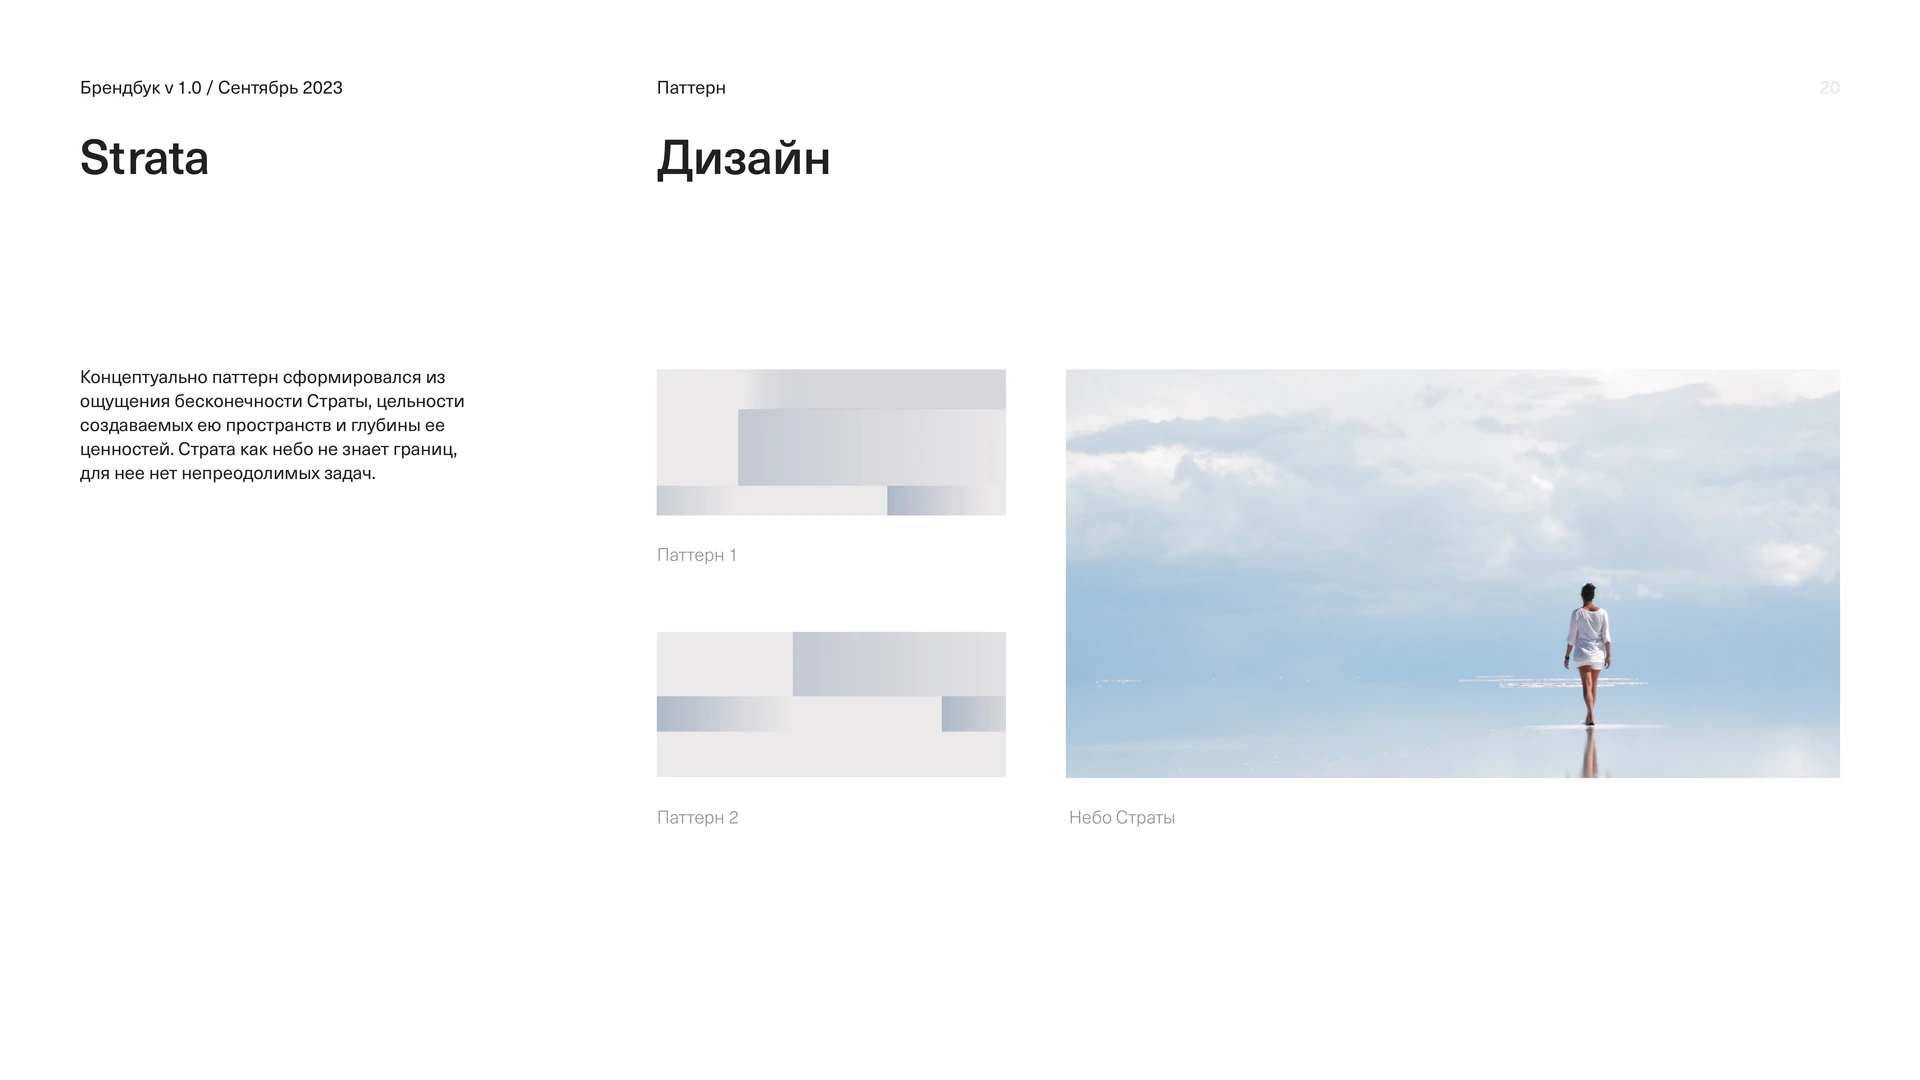 Брендбук v 1.0 / Сентябрь 2023
Паттерн
20
Strata
Дизайн
Концептуально паттерн сформировался из
ощущения бесконечности Страты, цельности
создаваемых ею пространств и глубины ее
ценностей. Страта как небо не знает границ,
для нее нет непреодолимых задач.
Паттерн 1
Паттерн 2
Небо Страты